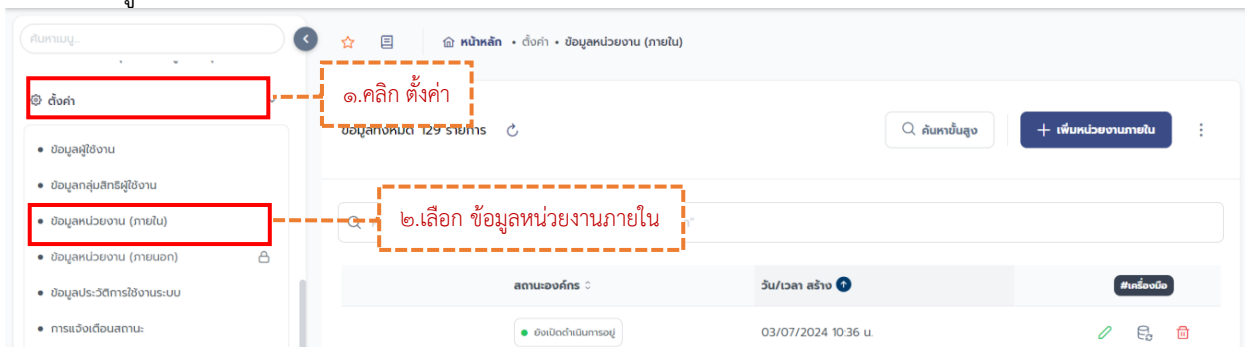 ค้นหาเมนู..
หน้าหลัก • ตั้งค่า • ข้อมูลหน่วยงาน (ภายใน)
ตั้งค่า
๑.คลิก ตั้งค่า
ข้อมูลทั้งหมด 129 รายการ
ค้นหาขั้นสูง
+ เพิ่มหน่วยงานภายใน
• ข้อมูลผู้ใช้งาน
• ข้อมูลกลุ่มสิทธิผู้ใช้งาน
• ข้อมูลหน่วยงาน (ภายใน)
๒.เลือก ข้อมูลหน่วยงานภายใน
• ข้อมูลหน่วยงาน (ภายนอก)
• ข้อมูลประวัติการใช้งานระบบ
• การแจ้งเตือนสถานะ
สถานะองค์กร
วัน/เวลา สร้าง
#เครื่องมือ
ยังเปิดดำเนินการอยู่
03/07/2024 10:36 น.